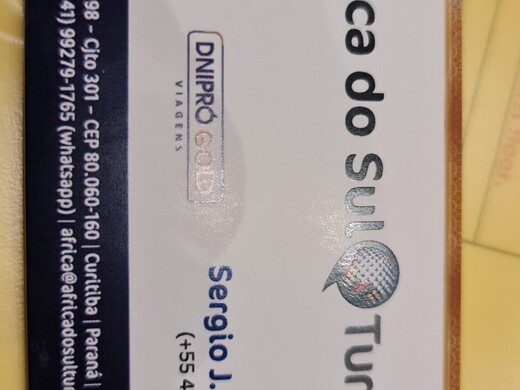 ca do Sul Tur
DNIPRÓ GOLD
VIAGENS
Sergio J.
(+55 4
98 – Cjto 301 – CEP 80.060-160 | Curitiba | Paraná |
41) 99279-1765 (whatsapp) | africa@africadosultur